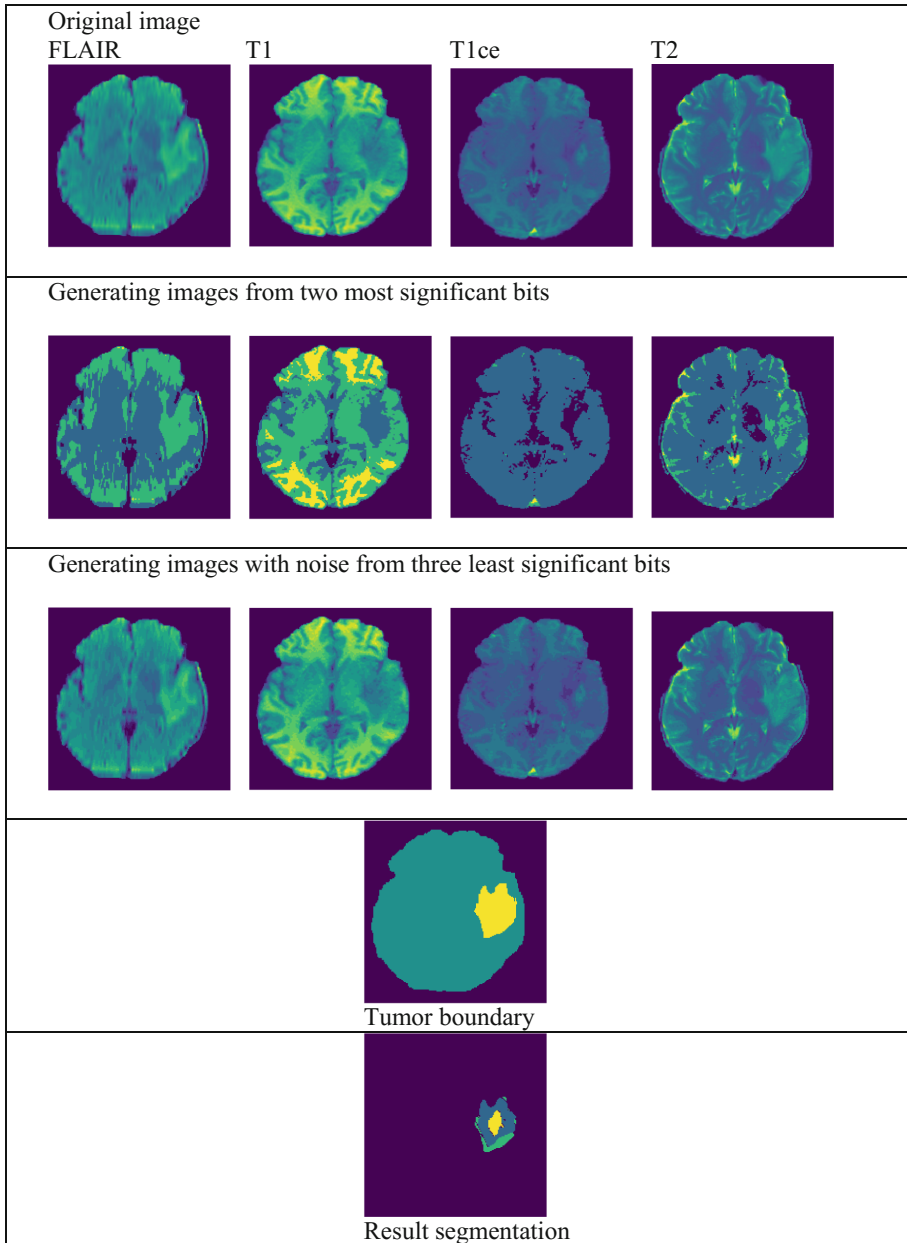 Original image
FLAIR T1 T1ce T2
Generating images from two most significant bits
Generating images with noise from three least significant bits
Tumor boundary
Result segmentation